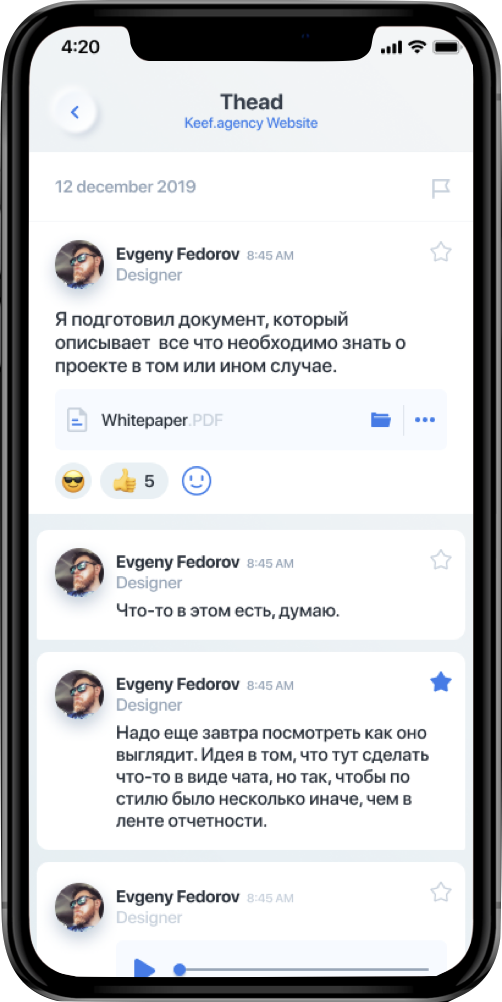 4:20
Thead
Keef.agency Website
12 december 2019
Evgeny Fedorov 8:45 AM
Designer
Я подготовил документ, который
описывает все что необходимо знать о
проекте в том или ином случае.
Whitepaper.PDF
5
Evgeny Fedorov 8:45 AM
Designer
Что-то в этом есть, думаю.
Evgeny Fedorov 8:45 AM
Designer
Надо еще завтра посмотреть как оно
выглядит. Идея в том, что тут сделать
что-то в виде чата, но так, чтобы по
стилю было несколько иначе, чем в
ленте отчетности.
Evgeny Fedorov 8:45 AM
Designer